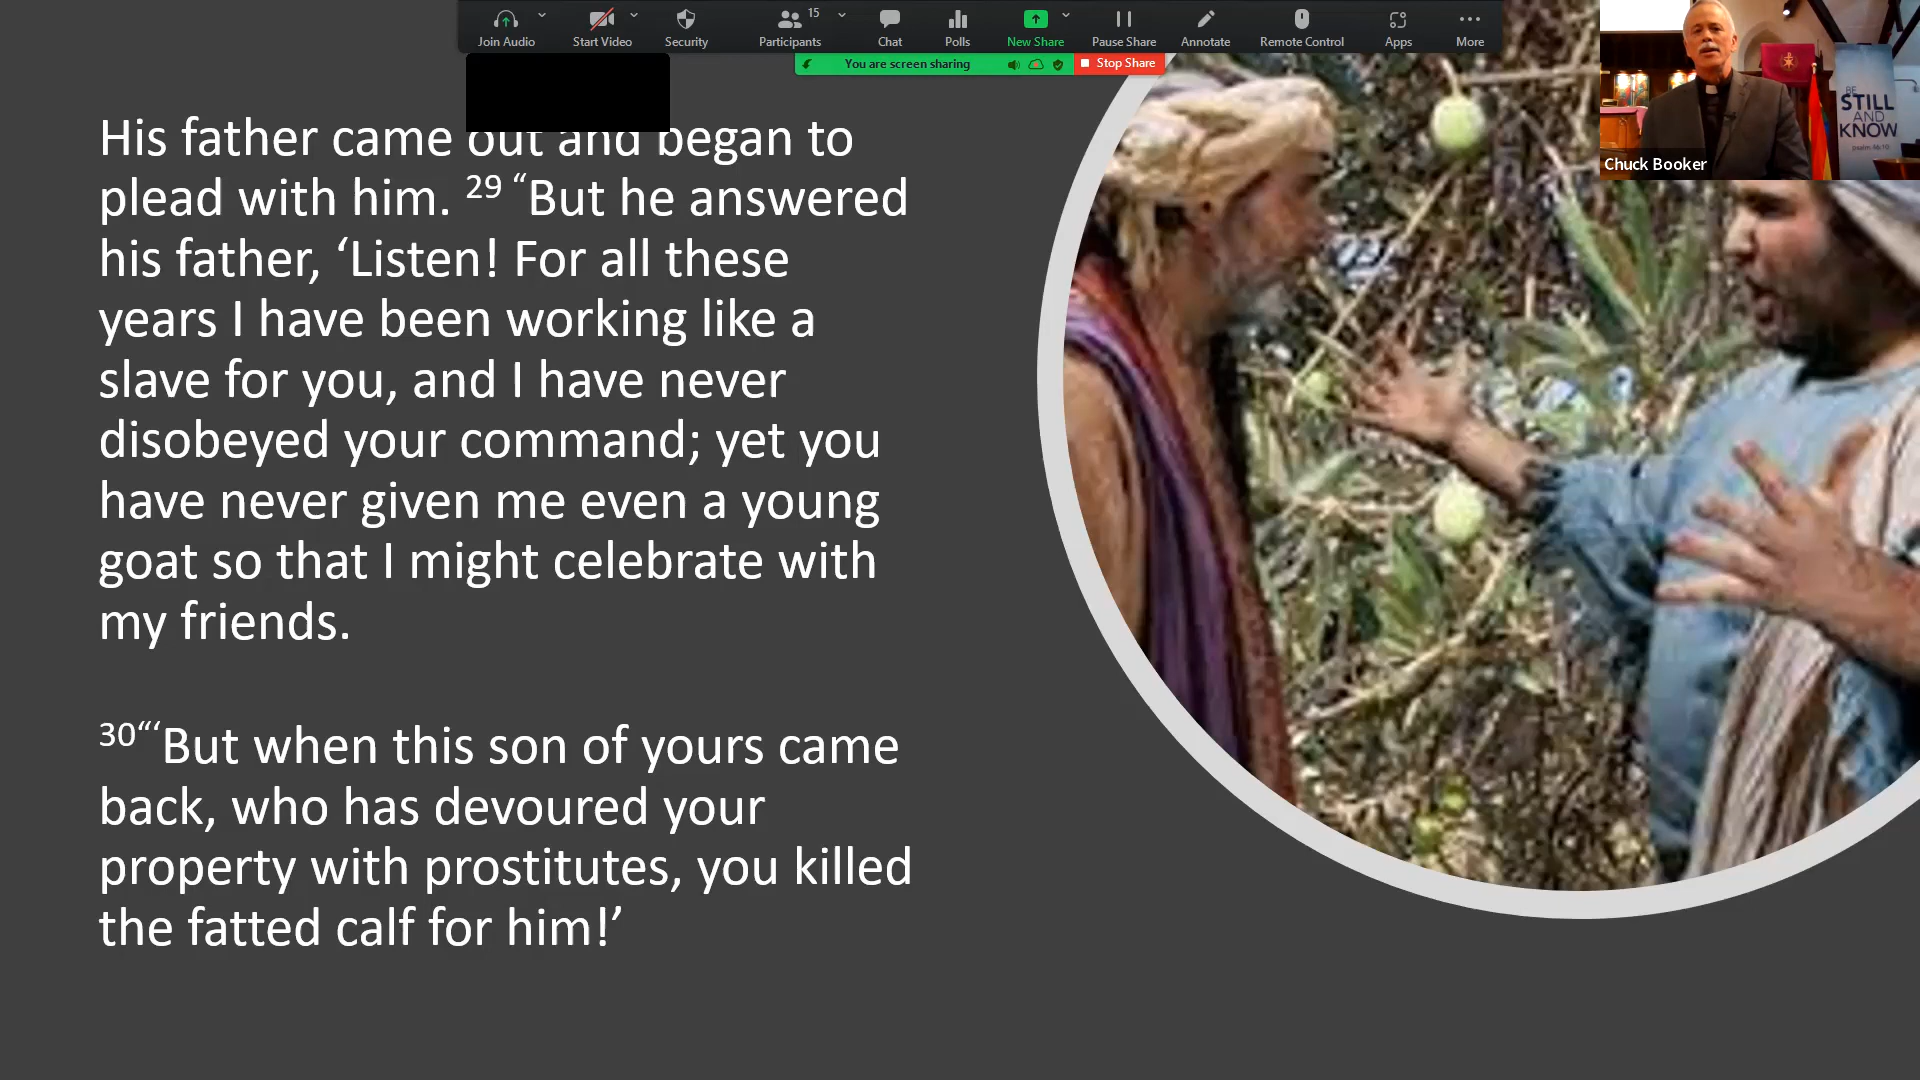 Join Audio
Start Video
Security
Participants
15
Chat
Polls
New Share
Pause Share
Annotate
Remote Control
Apps
More
You are screen sharing
Stop Share
His father came out and began to
plead with him. 29 “But he answered
his father, ‘Listen! For all these
years I have been working like a
slave for you, and I have never
disobeyed your command; yet you
have never given me even a young
goat so that I might celebrate with
my friends.
30“‘But when this son of yours came
back, who has devoured your
property with prostitutes, you killed
the fatted calf for him!’
BE
STILL
AND
KNOW
psalm 46:10
Chuck Booker